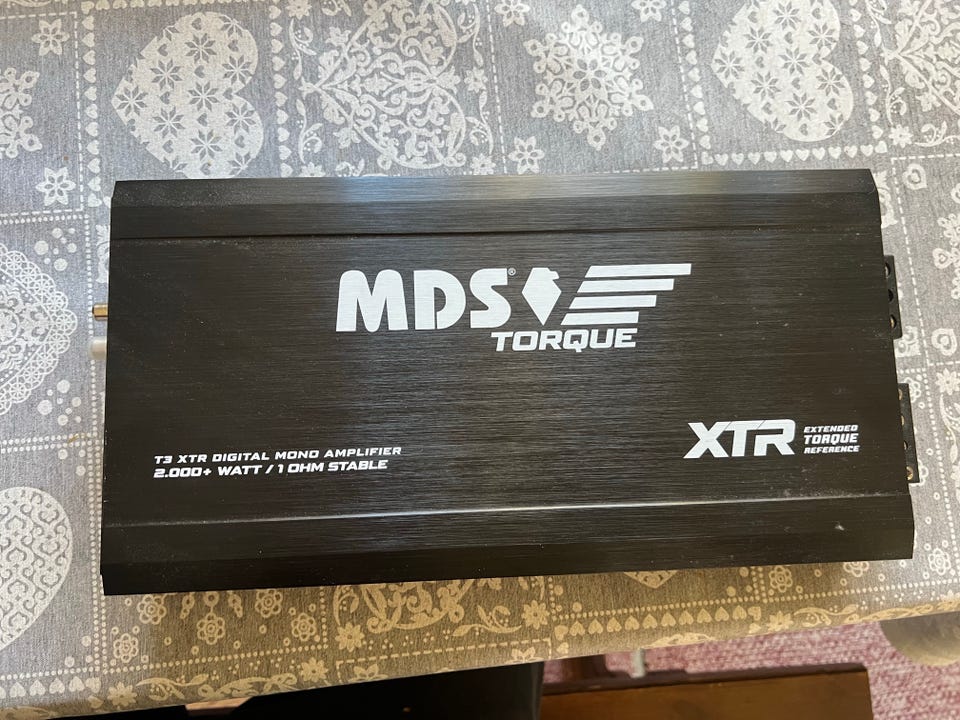 MDS®
TORQUE
XTR EXTENDED
TORQUE
REFERENCE
T3 XTR DIGITAL MONO AMPLIFIER
2.000+ WATT / 1 OHM STABLE